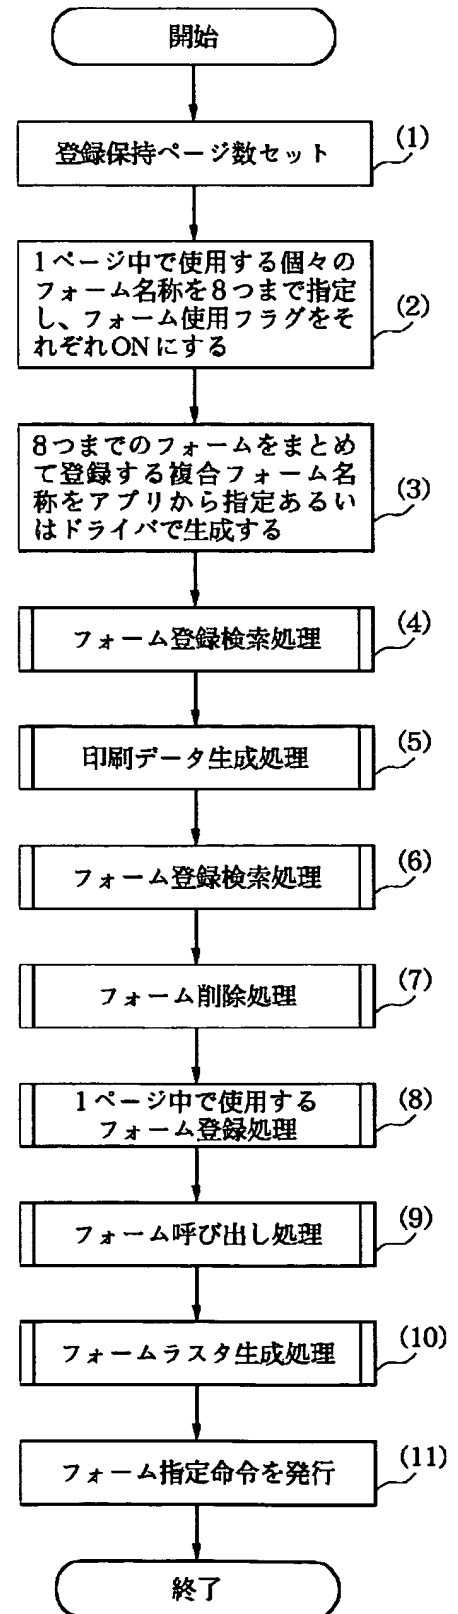 開始
登録保持ページ数セット
(1)
1ページ中で使用する個々の
フォーム名称を8つまで指定
し、フォーム使用フラグをそ
れぞれONにする
(2)
8つまでのフォームをまとめ
て登録する複合フォーム名
称をアプリから指定あるい
はドライバで生成する
(3)
フォーム登録検索処理
(4)
印刷データ生成処理
(5)
フォーム登録検索処理
(6)
フォーム削除処理
(7)
1ページ中で使用する
フォーム登録処理
(8)
フォーム呼び出し処理
(9)
フォームラスタ生成処理
(10)
フォーム指定命令を発行
(11)
終了